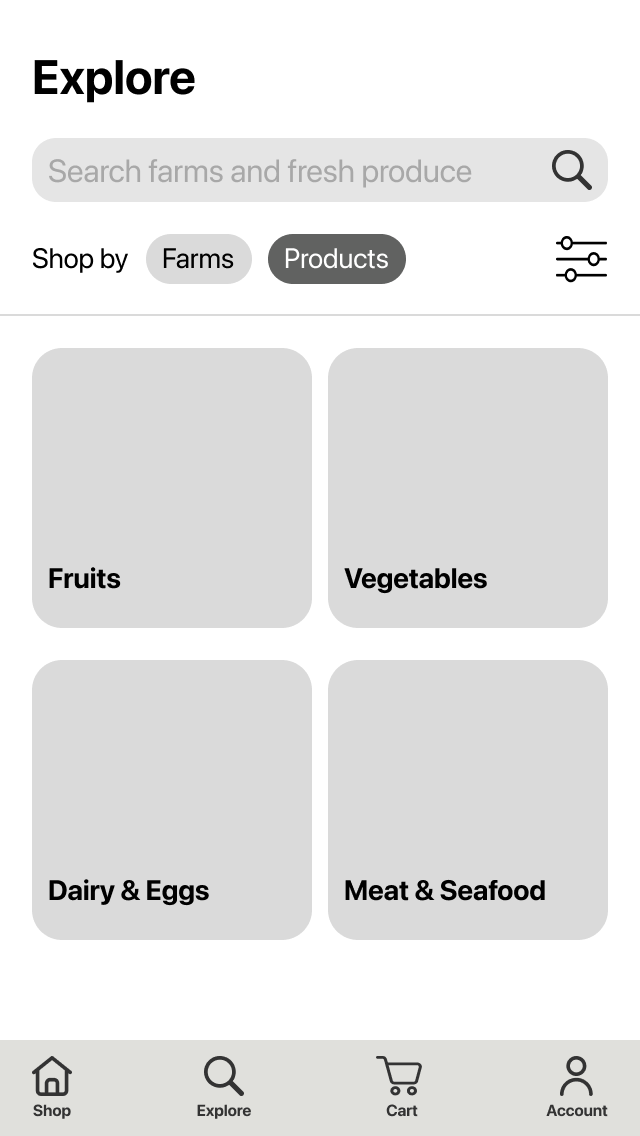 Explore
Search farms and fresh produce
Shop by Farms Products
Fruits Vegetables
Dairy & Eggs Meat & Seafood
Shop Explore Cart Account